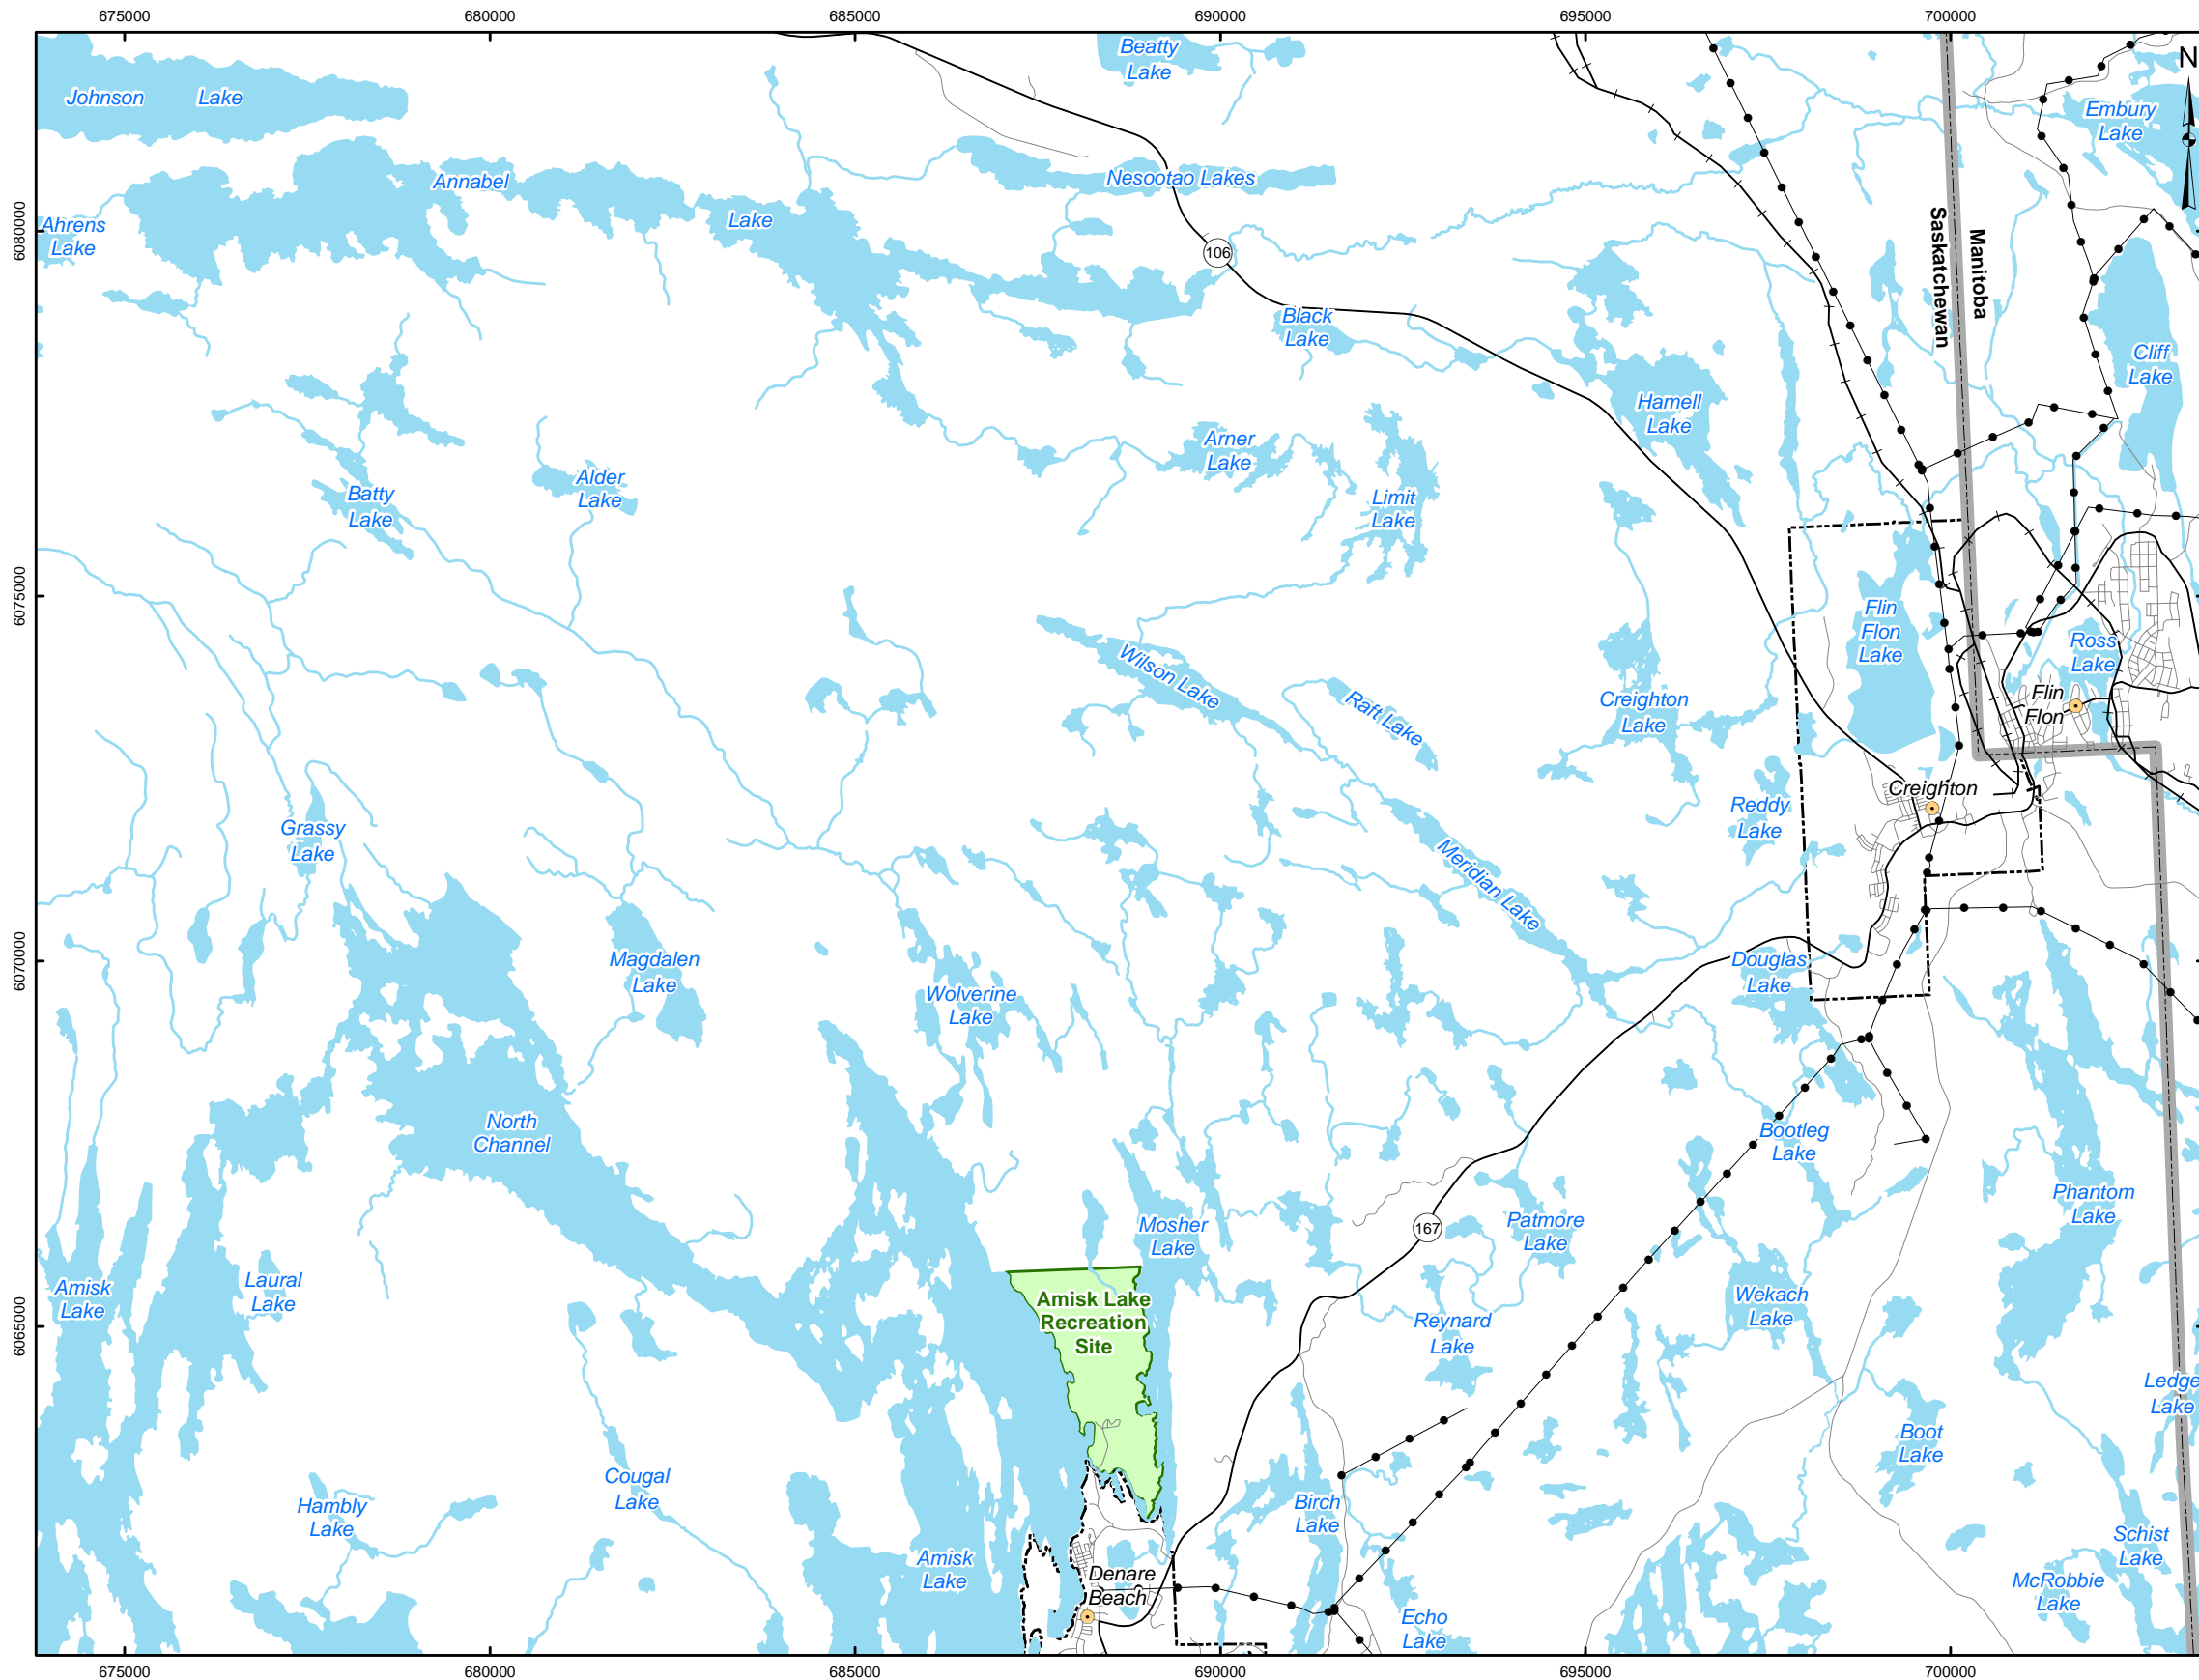 675000
680000
685000
690000
695000
700000
N
Beatty
Lake
Johnson Lake
Embury
Lake
Annabel
Lake
Nesootao Lakes
Ahrens
Lake
6080000
Saskatchewan
Manitoba
106
Black
Lake
Cliff
Lake
Hamell
Lake
Arner
Lake
Alder
Lake
Batty
Lake
Limit
Lake
6075000
Flin
Flon
Lake
Ross
Lake
Wilson Lake
Raft Lake
Creighton
Lake
Flin
Flon
Creighton
Reddy
Lake
Grassy
Lake
Meridian Lake
6070000
Magdalen
Lake
Douglas
Lake
Wolverine
Lake
North
Channel
Bootleg
Lake
Phantom
Lake
Mosher
Lake
167
Patmore
Lake
Amisk
Lake
Laural
Lake
Amisk Lake
Recreation
Site
Wekach
Lake
6065000
Reynard
Lake
Ledge
Lake
Boot
Lake
Cougal
Lake
Hambly
Lake
Birch
Lake
Schist
Lake
Amisk
Lake
Denare
Beach
McRobbie
Lake
Echo
Lake
675000
680000
685000
690000
695000
700000